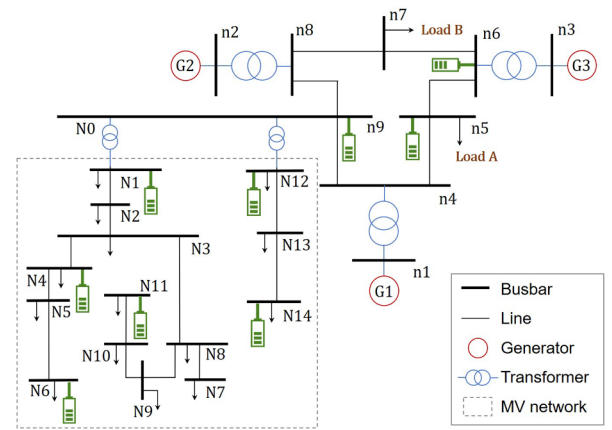 n7
n2
n8
Load B
n6
n3
G2
G3
N0
n9
n5
Load A
N1
N12
n4
N2
N3
N13
n1
N4
N11
G1
N5
N14
N10
N8
N6
N9
N7
Busbar
Line
Generator
Transformer
MV network